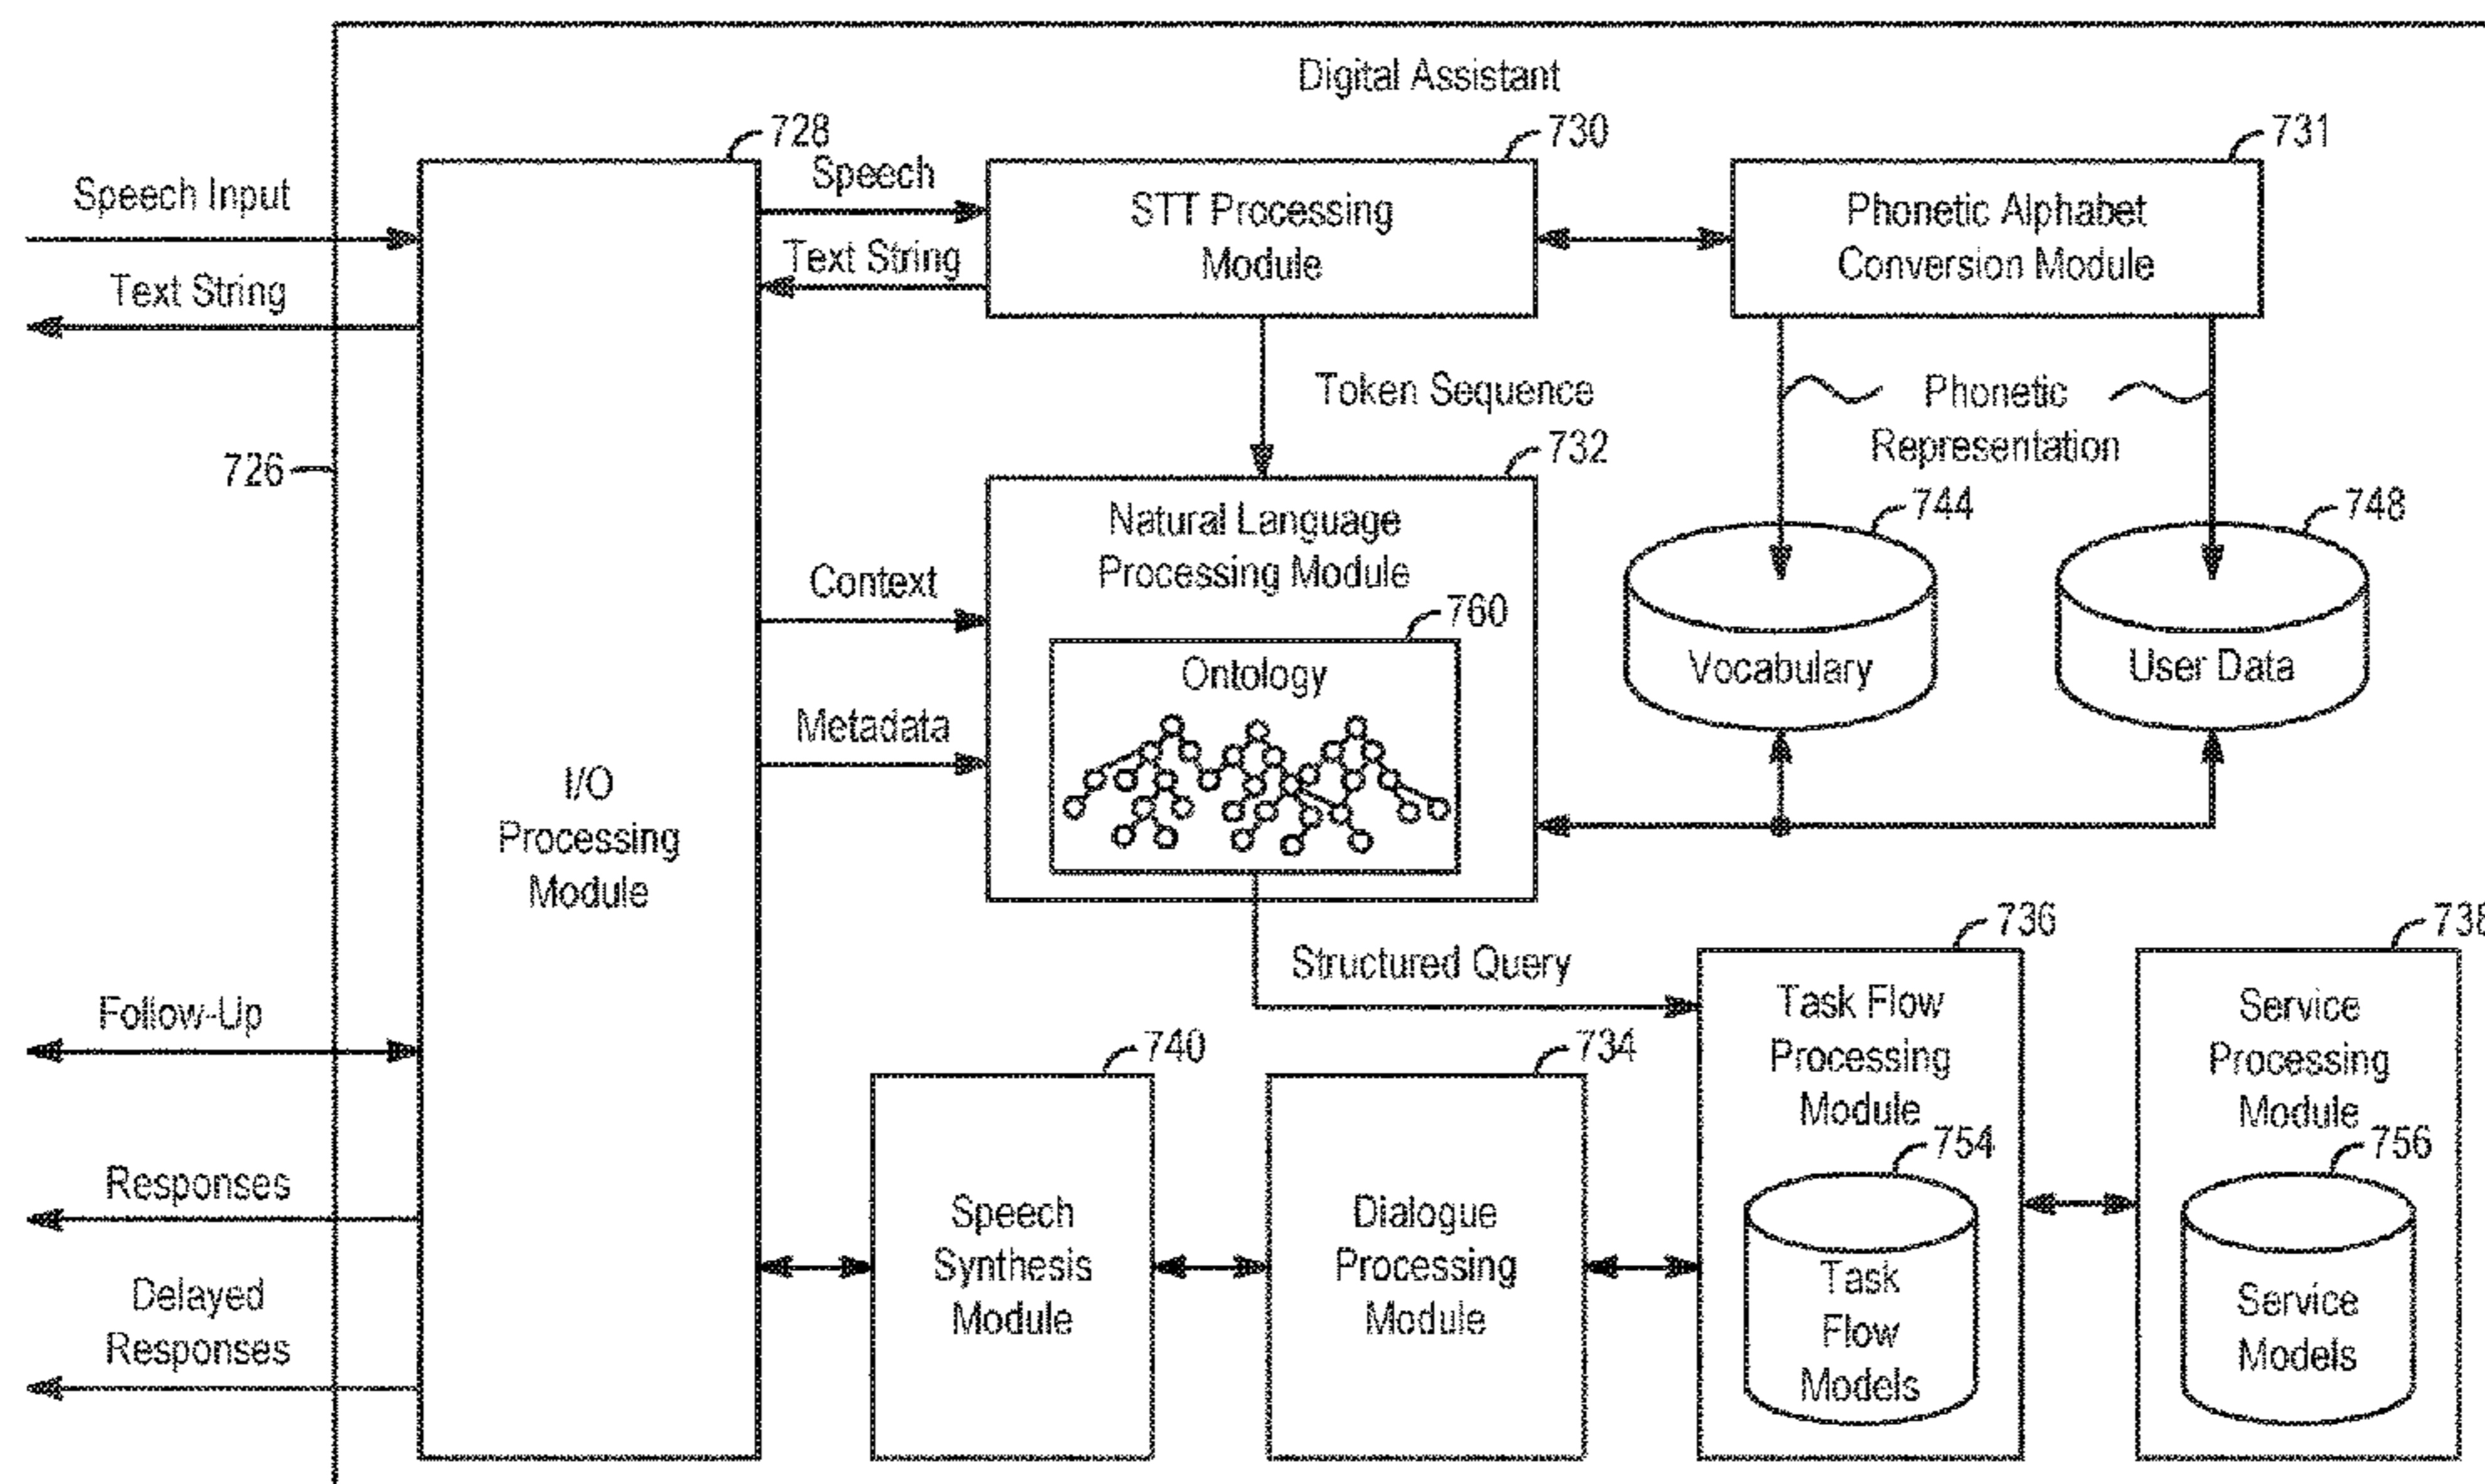 Digital Assistant
728
730
731
Speech Input
Speech
STT Processing
Module
Phonetic Alphabet
Conversion Module
Text String
Text String
Token Sequence
Phonetic
Representation
726
732
744
748
Natural Language
Processing Module
Context
760
Ontology
Vocabulary
User Data
Metadata
I/O
Processing
Module
Structured Query
736
738
Follow-Up
740
734
Task Flow
Processing
Module
Service
Processing
Module
754
756
Responses
Speech
Synthesis
Module
Dialogue
Processing
Module
Task
Flow
Models
Service
Models
Delayed
Responses